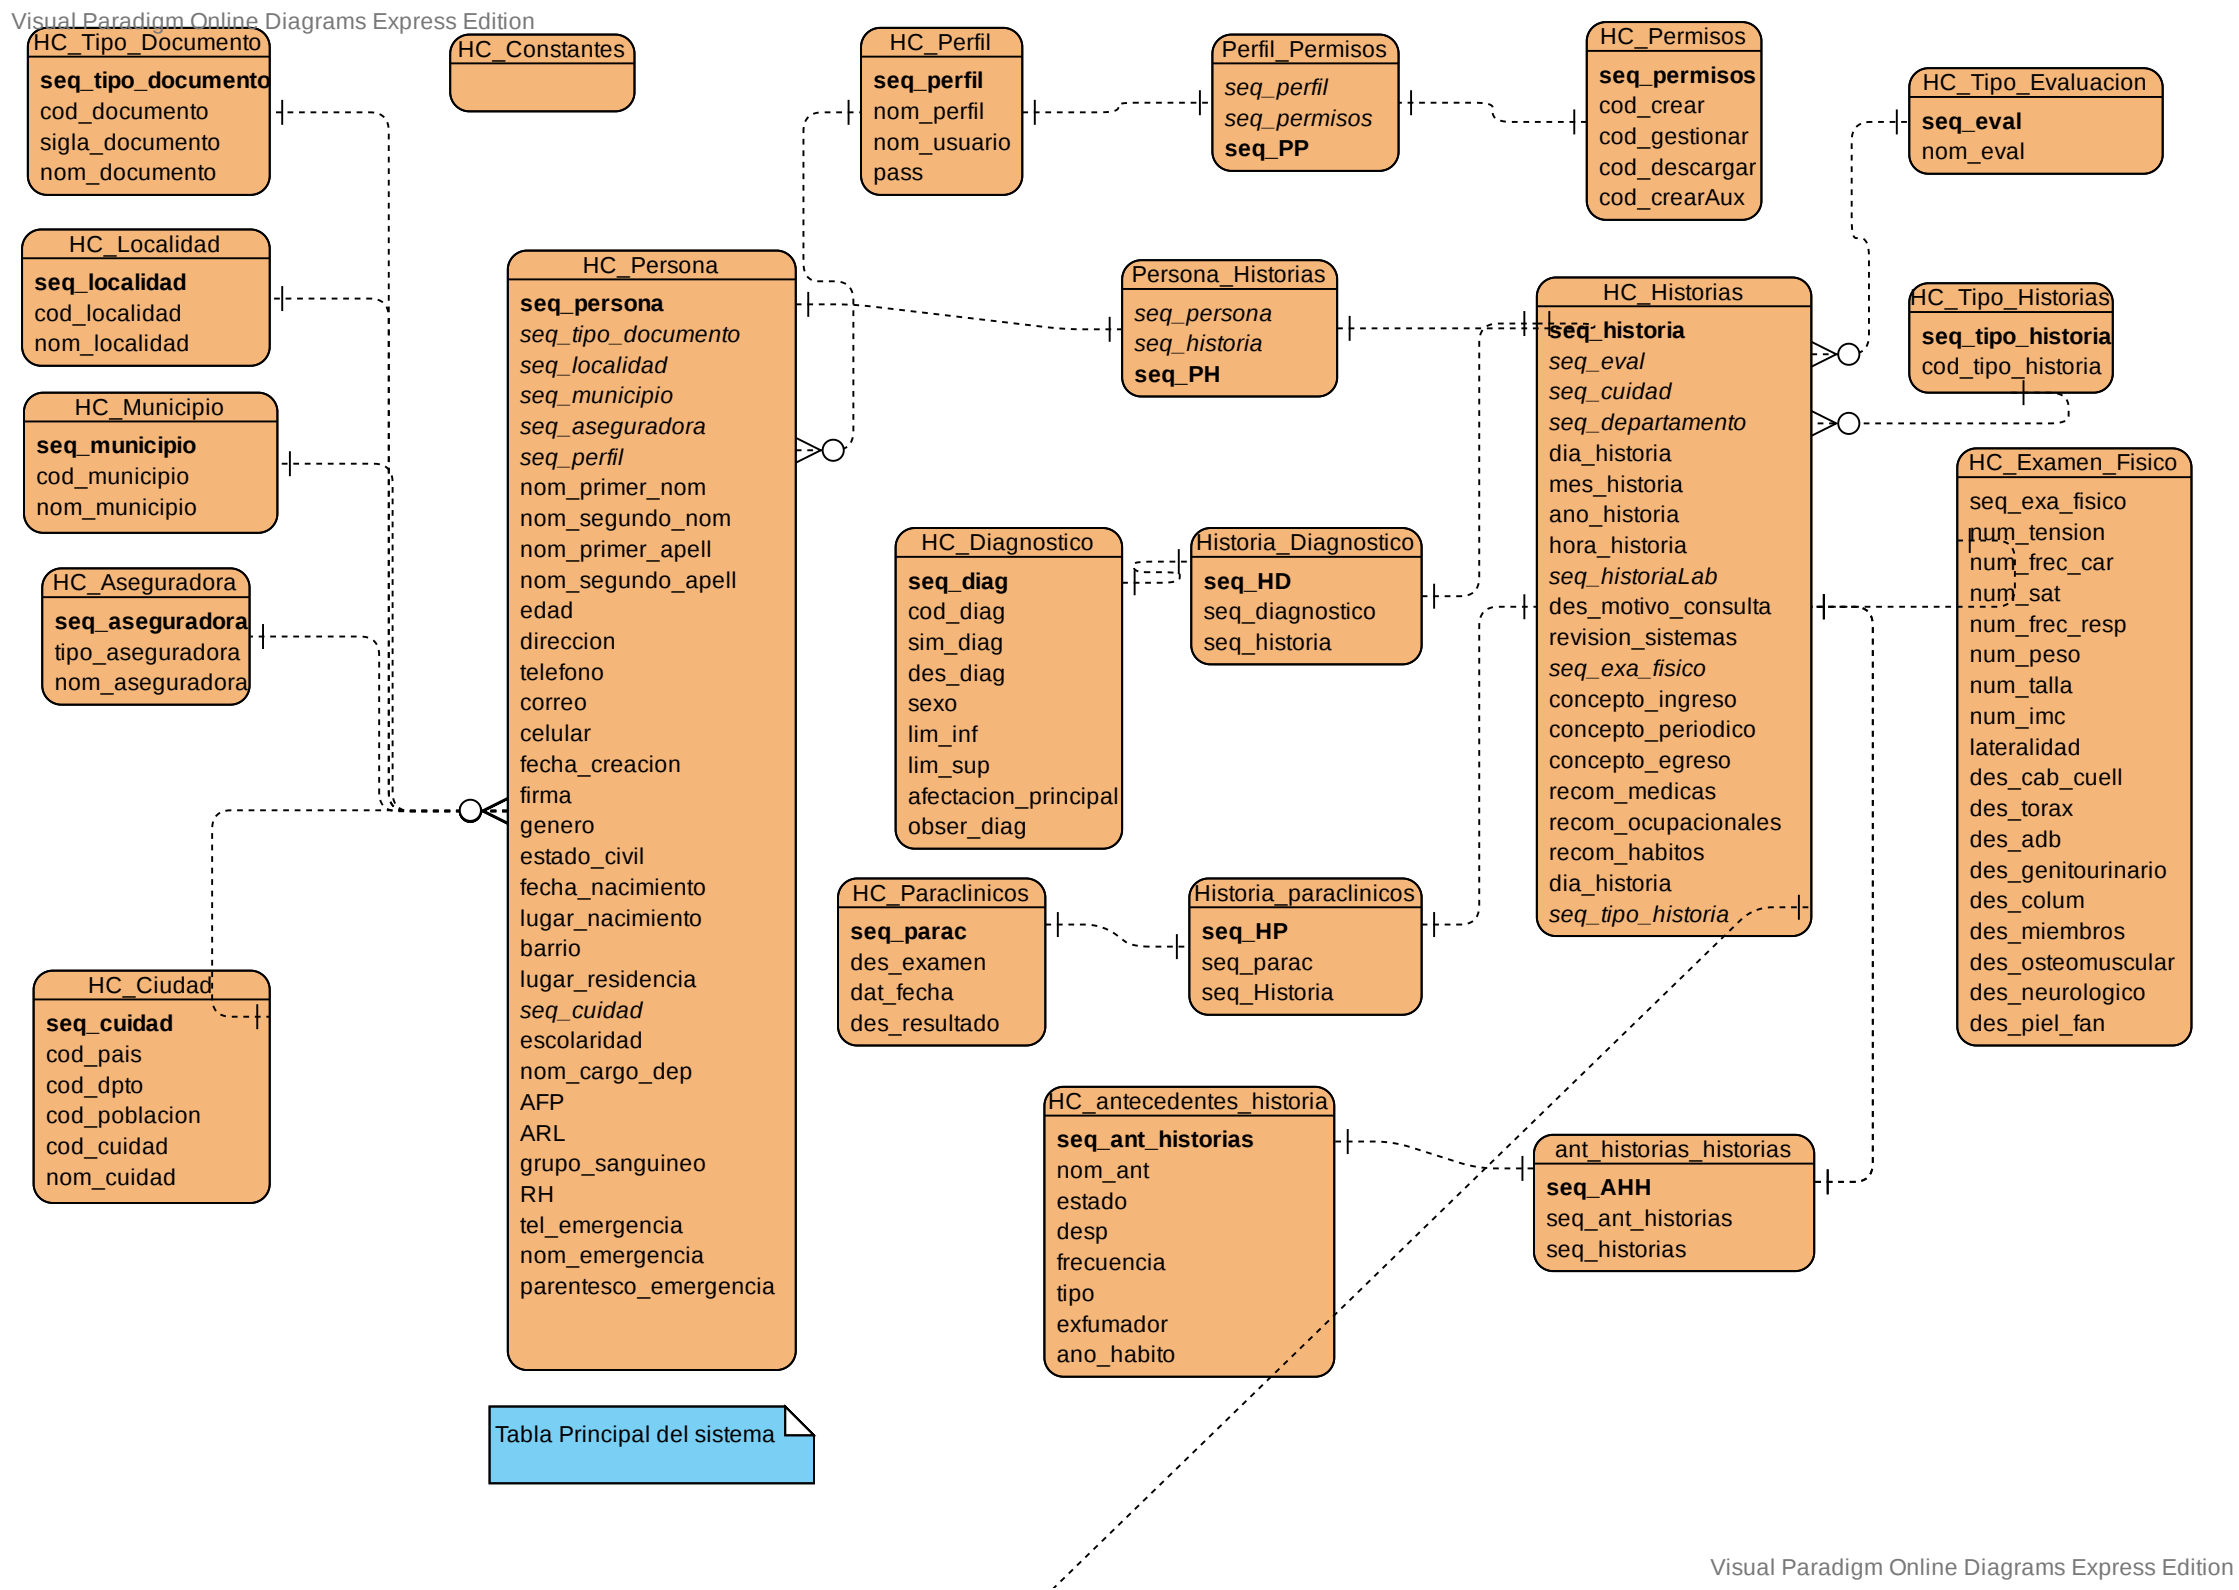 Visual Paradigm Online Diagrams Express Edition
HC_Tipo_Documento
seq_tipo_documento
cod_documento
sigla_documento
nom_documento
HC_Constantes
HC_Perfil
seq_perfil
nom_perfil
nom_usuario
pass
Perfil_Permisos
seq_perfil
seq_permisos
seq_PP
HC_Permisos
seq_permisos
cod_crear
cod_gestionar
cod_descargar
cod_crearAux
HC_Tipo_Evaluacion
seq_eval
nom_eval
HC_Localidad
seq_localidad
cod_localidad
nom_localidad
HC_Municipio
seq_municipio
cod_municipio
nom_municipio
HC_Aseguradora
seq_aseguradora
tipo_aseguradora
nom_aseguradora
HC_Ciudad
seq_cuidad
cod_pais
cod_dpto
cod_poblacion
cod_cuidad
nom_cuidad
HC_Persona
seq_persona
seq_tipo_documento
seq_localidad
seq_municipio
seq_aseguradora
seq_perfil
nom_primer_nom
nom_segundo_nom
nom_primer_apell
nom_segundo_apell
edad
direccion
telefono
correo
celular
fecha_creacion
firma
genero
estado_civil
fecha_nacimiento
lugar_nacimiento
barrio
lugar_residencia
seq_cuidad
escolaridad
nom_cargo_dep
AFP
ARL
grupo_sanguineo
RH
tel_emergencia
nom_emergencia
parentesco_emergencia
Tabla Principal del sistema
Persona_Historias
seq_persona
seq_historia
seq_PH
HC_Diagnostico
seq_diag
cod_diag
sim_diag
des_diag
sexo
lim_inf
lim_sup
afectacion_principal
obser_diag
Historia_Diagnostico
seq_HD
seq_diagnostico
seq_historia
HC_Paraclinicos
seq_parac
des_examen
dat_fecha
des_resultado
Historia_paraclinicos
seq_HP
seq_parac
seq_Historia
HC_antecedentes_historia
seq_ant_historias
nom_ant
estado
desp
frecuencia
tipo
exfumador
ano_habito
ant_historias_historias
seq_AHH
seq_ant_historias
seq_historias
HC_Historias
seq_historia
seq_eval
seq_cuidad
seq_departamento
dia_historia
mes_historia
ano_historia
hora_historia
seq_historiaLab
des_motivo_consulta
revision_sistemas
seq_exa_fisico
concepto_ingreso
concepto_periodico
concepto_egreso
recom_medicas
recom_ocupacionales
recom_habitos
dia_historia
seq_tipo_historia
HC_Tipo_Historias
seq_tipo_historia
cod_tipo_historia
HC_Examen_Fisico
seq_exa_fisico
num_tension
num_frec_car
num_sat
num_frec_resp
num_peso
num_talla
num_imc
lateralidad
des_cab_cuell
des_torax
des_adb
des_genitourinario
des_colum
des_miembros
des_osteomuscular
des_neurologico
des_piel_fan
Visual Paradigm Online Diagrams Express Edition